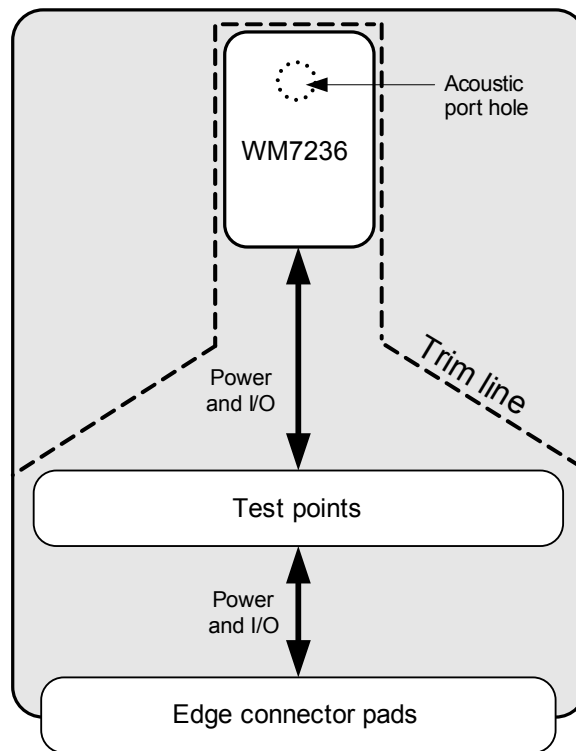 Acoustic
port hole
WM7236
Trim line
Power
and I/O
Test points
Power
and I/O
Edge connector pads